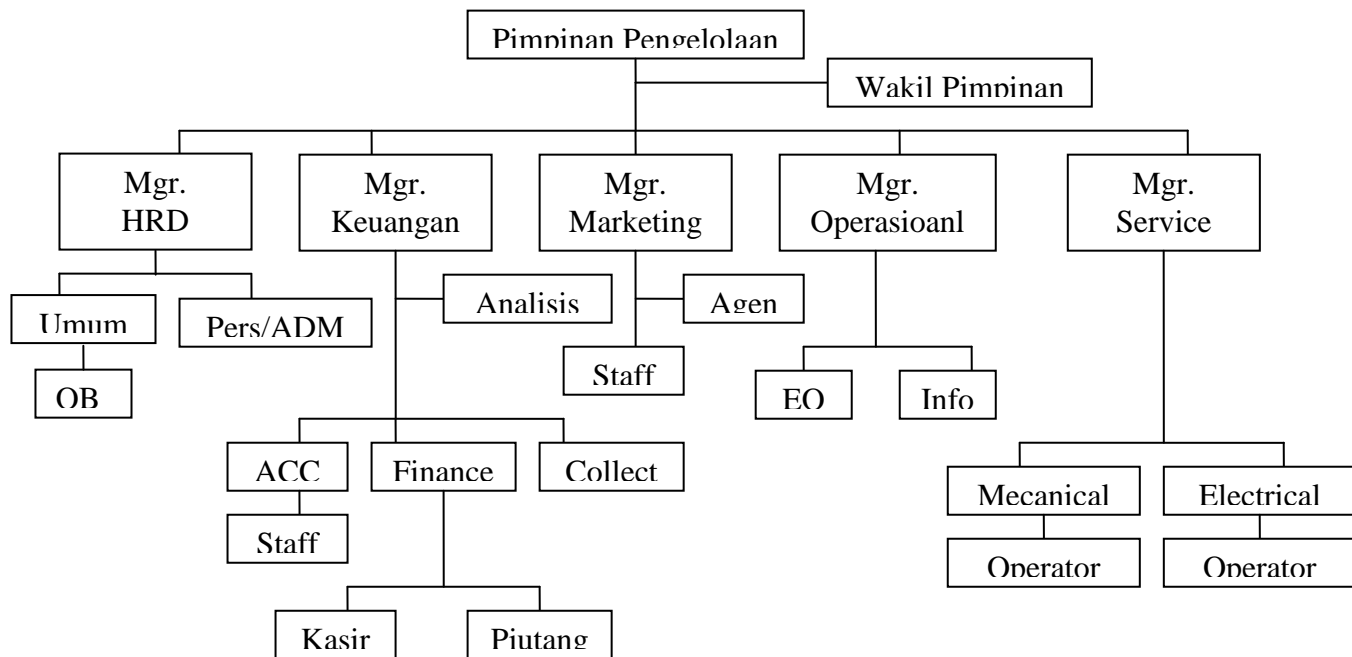 Pimpinan Pengelolaan
Wakil Pimpinan
Mgr.
HRD
Mgr.
Keuangan
Mgr.
Marketing
Mgr.
Operasioanl
Mgr.
Service
Umum
Pers/ADM
Analisis
Agen
OB
Staff
EO
Info
ACC
Finance
Collect
Mecanical
Electrical
Staff
Operator
Operator
Kasir
Piutang